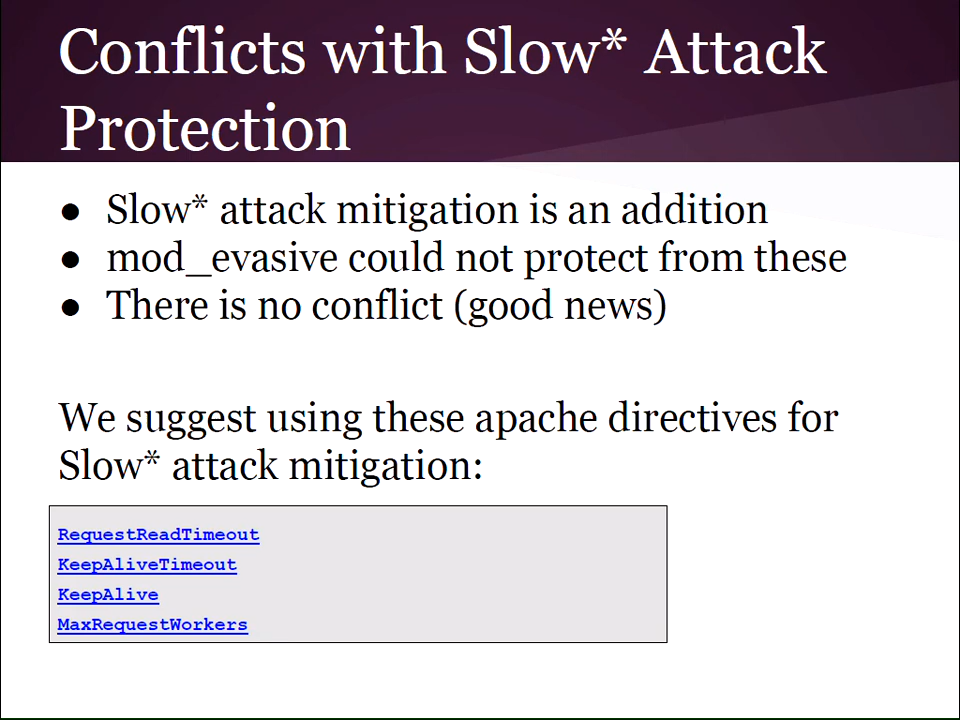 Conflicts with Slow* Attack
Protection
● Slow* attack mitigation is an addition
● mod_evasive could not protect from these
● There is no conflict (good news)
We suggest using these apache directives for
Slow* attack mitigation:
RequestReadTimeout
KeepAliveTimeout
KeepAlive
MaxRequestWorkers